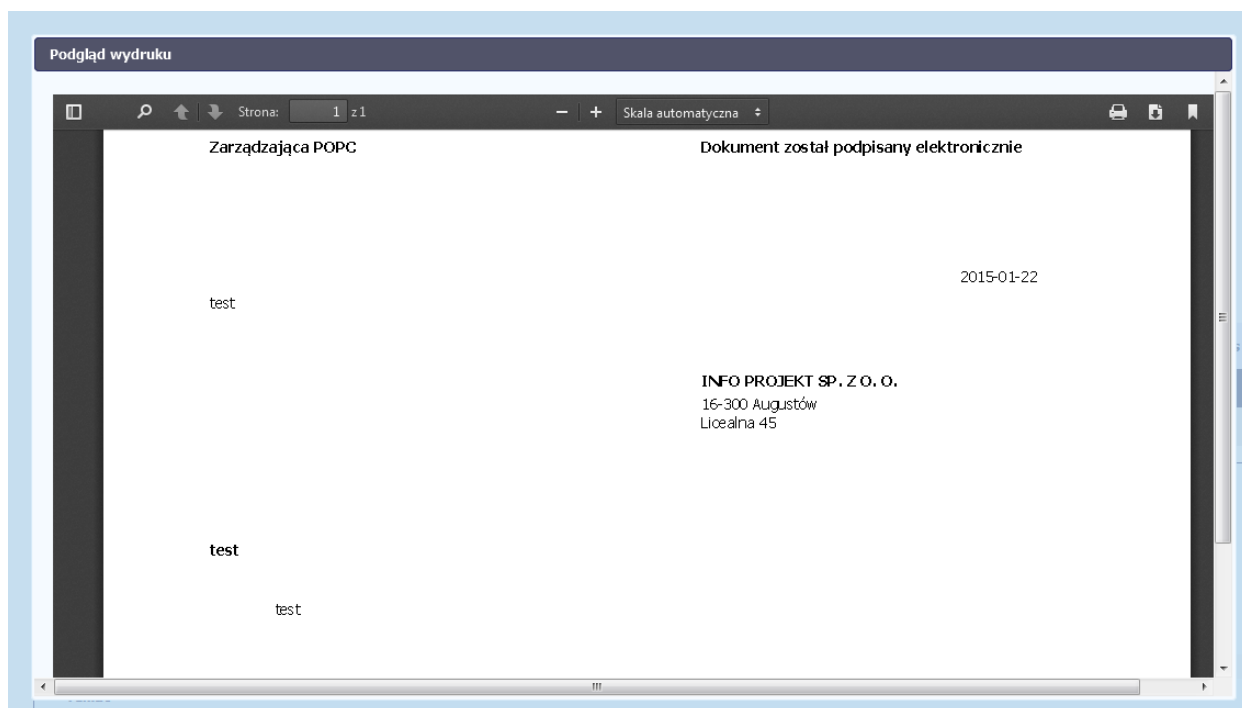 Podgląd wydruku
Strona: 1 z 1 Skala automatyczna
Zarządzająca POPC Dokument został podpisany elektronicznie
2015-01-22
test
INFO PROJEKT SP. Z O. O.
16-300 Augustów
Licealna 45
test
test